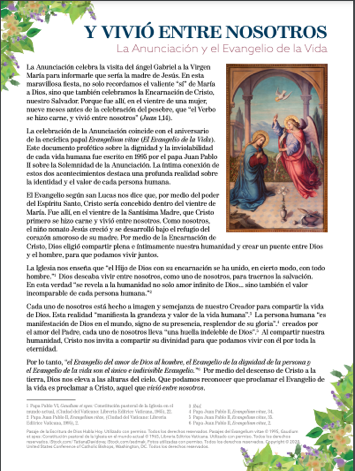 Y VIVIÓ ENTRE NOSOTROS
La Anunciación y el Evangelio de la Vida
La Anunciación celebra la visita del ángel Gabriel a la Virgen
María para informarle que sería la madre de Jesús. En esta
maravillosa fiesta, no solo recordamos el valiente “sí” de María
a Dios, sino que también celebramos la Encarnación de Cristo,
nuestro Salvador. Porque fue allí, en el vientre de una mujer,
nueve meses antes de la celebración del pesebre, que “el Verbo
se hizo carne, y vivió entre nosotros” (Juan 1,14).
La celebración de la Anunciación coincide con el aniversario
de la encíclica papal Evangelium vitae (El Evangelio de la Vida).
Este documento profético sobre la dignidad y la inviolabilidad
de cada vida humana fue escrito en 1995 por el papa Juan Pablo
II sobre la Solemnidad de la Anunciación. La íntima conexión de
estos dos acontecimientos destaca una profunda realidad sobre
la identidad y el valor de cada persona humana.
El Evangelio según san Lucas nos dice que, por medio del poder
del Espíritu Santo, Cristo sería concebido dentro del vientre de
María. Fue allí, en el vientre de la Santísima Madre, que Cristo
primero se hizo carne y vivió entre nosotros. Como nosotros,
el niño nonato Jesús creció y se desarrolló bajo el refugio del
corazón amoroso de su madre. Por medio de la Encarnación de
Cristo, Dios eligió compartir plena e íntimamente nuestra humanidad y crear un puente entre Dios
y el hombre, para que podamos vivir juntos.
La Iglesia nos enseña que “el Hijo de Dios con su encarnación se ha unido, en cierto modo, con todo
hombre.”¹ Dios deseaba vivir entre nosotros, como uno de nosotros, para traernos la salvación.
En esta verdad “se revela a la humanidad no solo amor infinito de Dios... sino también el valor
incomparable de cada persona humana.”²
Cada uno de nosotros está hecho a imagen y semejanza de nuestro Creador para compartir la vida
de Dios. Esta realidad “manifiesta la grandeza y valor de la vida humana”.³ La persona humana “es
manifestación de Dios en el mundo, signo de su presencia, resplendor de su gloria”,⁴ creados por
el amor del Padre, cada uno de nosotros lleva “una huella indeleble de Dios”.⁵ Al compartir nuestra
humanidad, Cristo nos invita a compartir su divinidad para que podamos vivir con él por toda la
eternidad.
Por lo tanto, “el Evangelio del amor de Dios al hombre, el Evangelio de la dignidad de la persona y
el Evangelio de la vida son el único e indivisible Evangelio.”⁶ Por medio del descenso de Cristo a la
tierra, Dios nos eleva a las alturas del cielo. Que podamos reconocer que proclamar el Evangelio de
la vida es proclamar a Cristo, aquel que vivió entre nosotros.